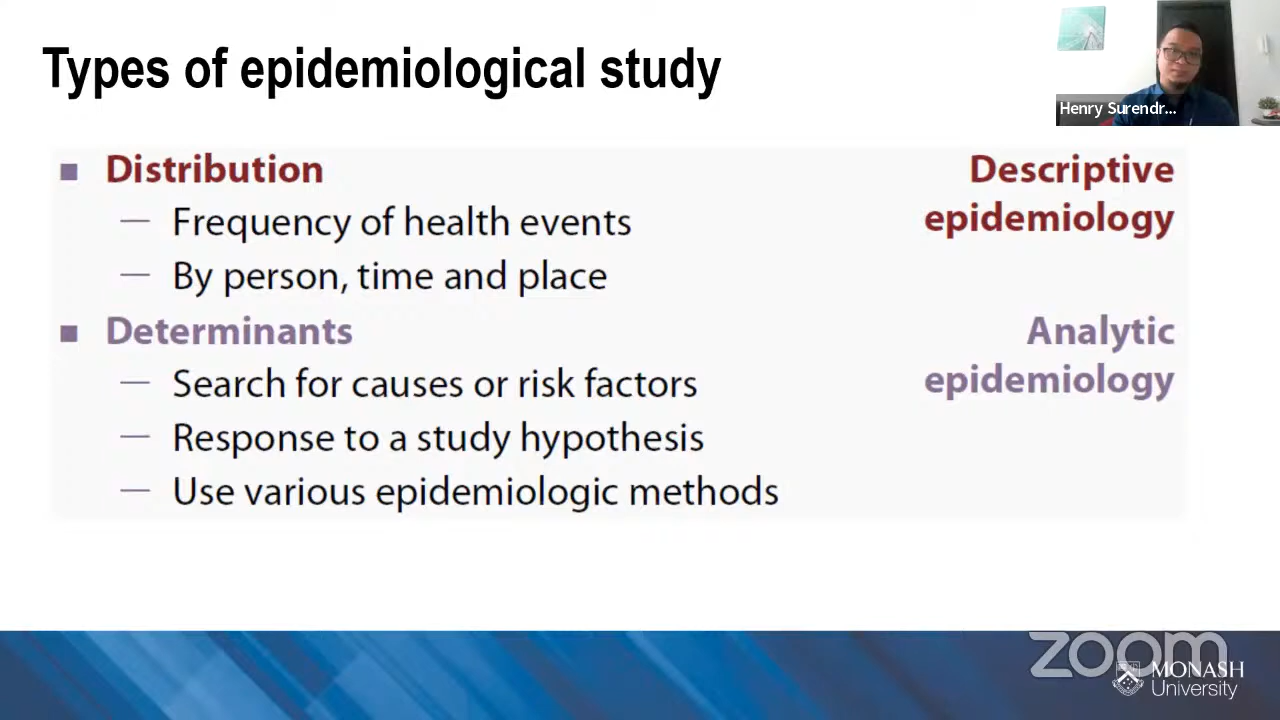 Types of epidemiological study
Henry Surendr...
Distribution
Descriptive
epidemiology
— Frequency of health events
— By person, time and place
Determinants
Analytic
epidemiology
— Search for causes or risk factors
— Response to a study hypothesis
— Use various epidemiologic methods
zoom
MONASH
University